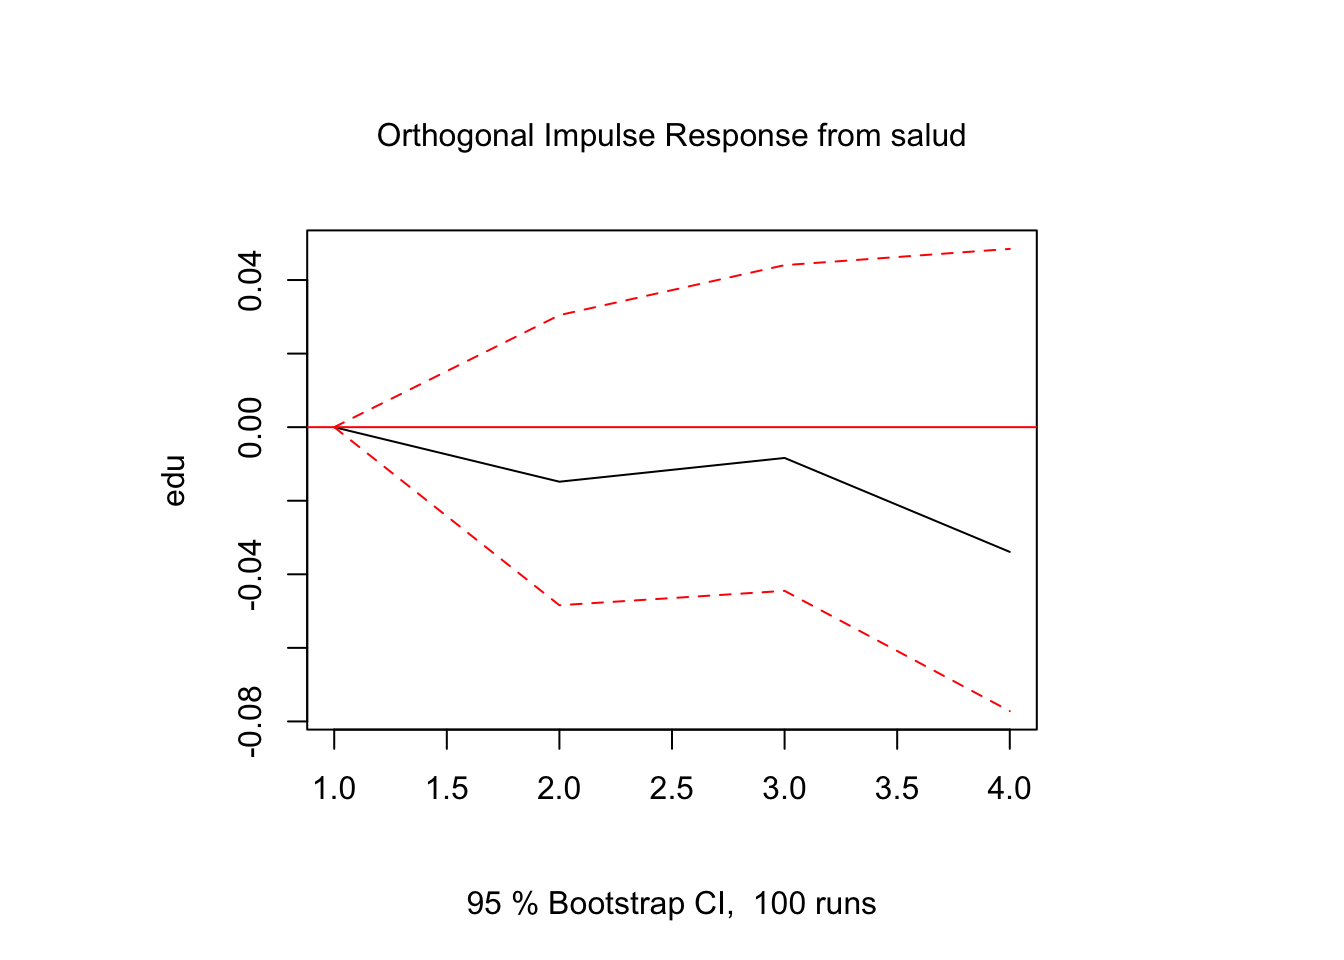 Orthogonal Impulse Response from salud
edu
0.04
0.00
-0.04
-0.08
1.0 1.5 2.0 2.5 3.0 3.5 4.0
95 % Bootstrap CI,  100 runs